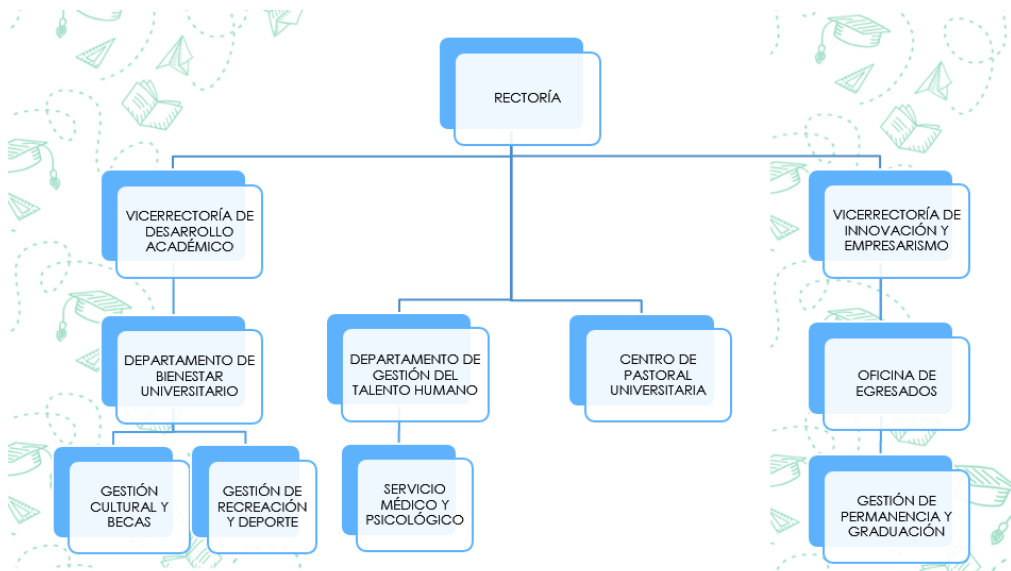 RECTORÍA
VICERRECTORÍA DE
DESARROLLO
ACADÉMICO
VICERRECTORÍA DE
INNOVACIÓN Y
EMPRESARISMO
DEPARTAMENTO DE
BIENESTAR
UNIVERSITARIO
DEPARTAMENTO DE
GESTIÓN DEL
TALENTO HUMANO
CENTRO DE
PASTORAL
UNIVERSITARIA
OFICINA DE
EGRESADOS
GESTIÓN
CULTURAL Y
BECAS
GESTIÓN DE
RECREACIÓN
Y DEPORTE
SERVICIO
MÉDICO Y
PSICOLÓGICO
GESTIÓN DE
PERMANENCIA Y
GRADUACIÓN